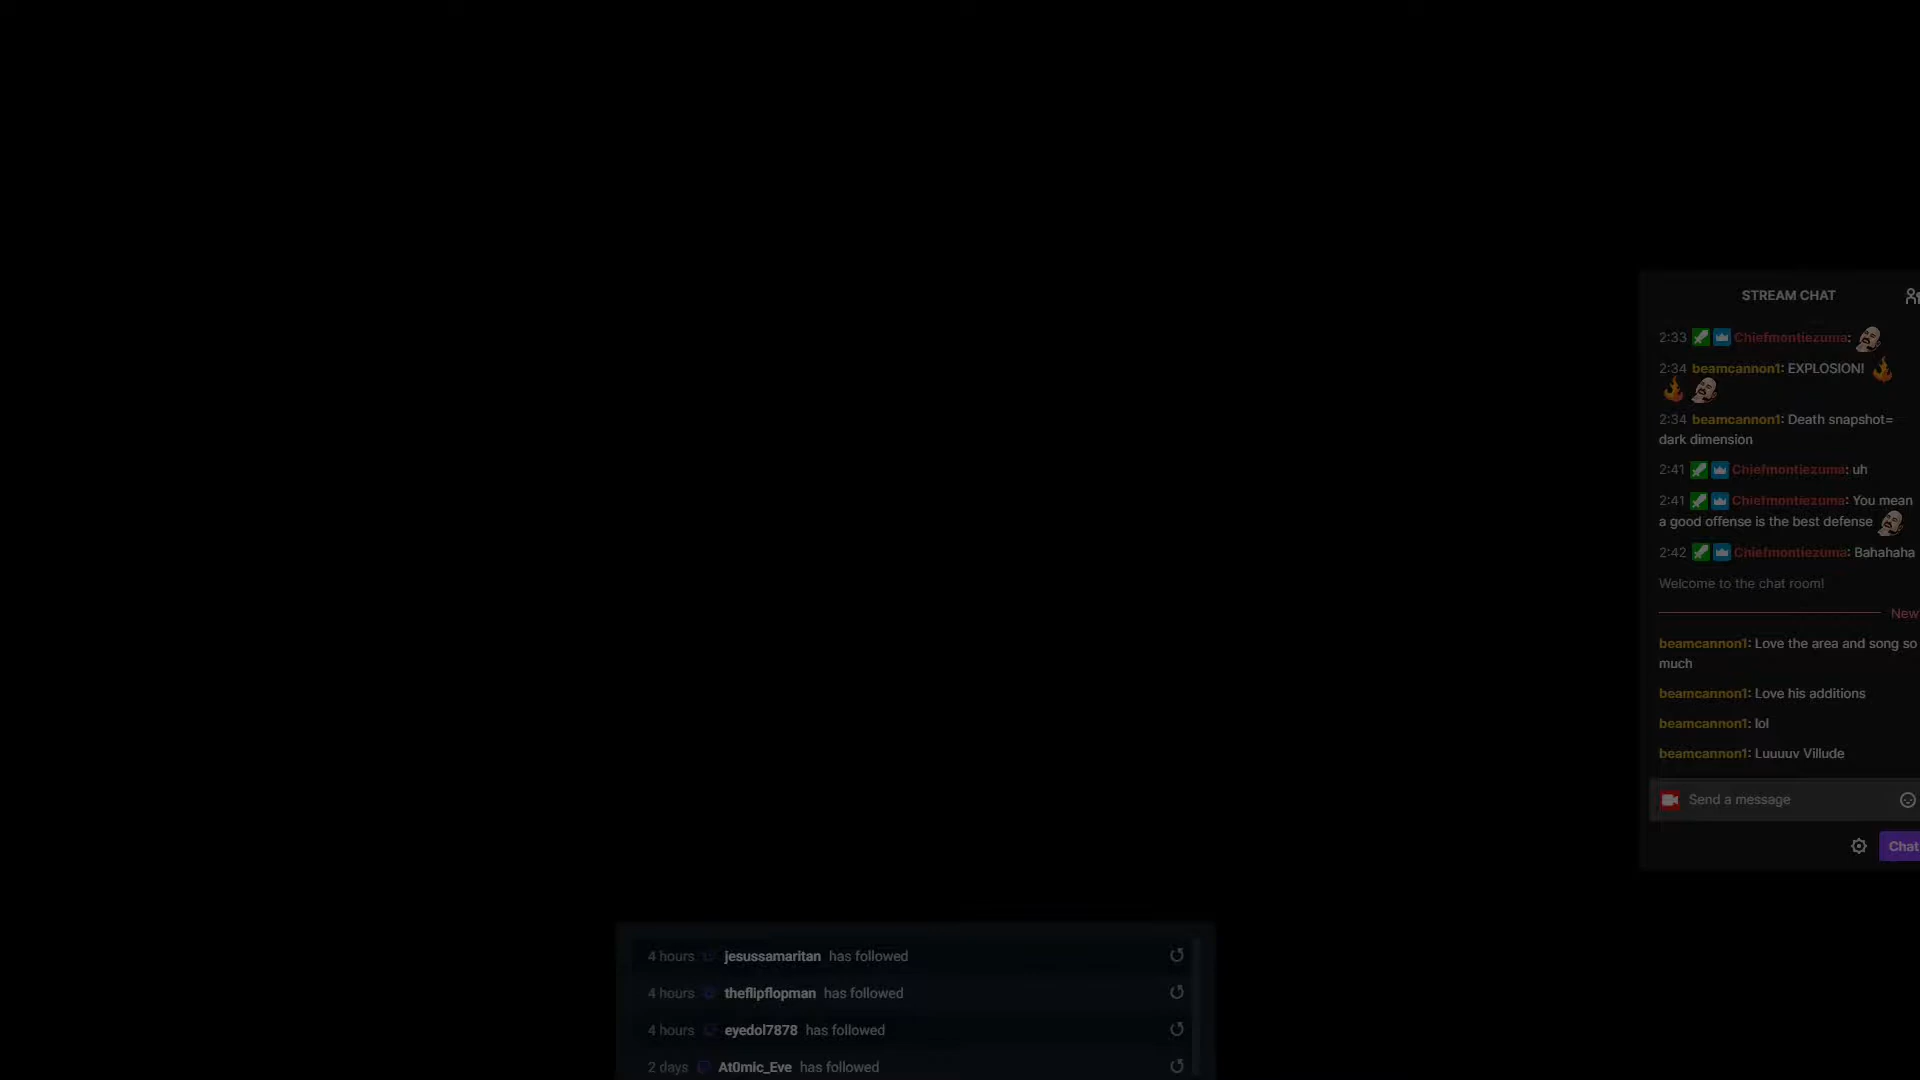 STREAM CHAT
2:33 Chiefmontiezuma:
2:34 beamcannon1: EXPLOSION!
2:34 beamcannon1: Death snapshot=
dark dimension
2:41 Chiefmontiezuma: uh
2:41 Chiefmontiezuma: You mean
a good offense is the best defense
2:42 Chiefmontiezuma: Bahahaha
Welcome to the chat room!
New
beamcannon1: Love the area and song so
much
beamcannon1: Love his additions
beamcannon1: lol
beamcannon1: Luuuuv Villude
Send a message
Chat
4 hours jesussamaritan has followed
4 hours theflipflopman has followed
4 hours eyedol7878 has followed
2 days At0mic_Eve has followed